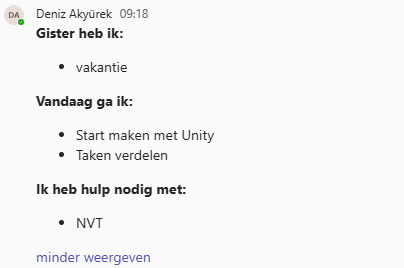 DA
Deniz Akyürek 09:18
Gister heb ik:
• vakantie
Vandaag ga ik:
• Start maken met Unity
• Taken verdelen
Ik heb hulp nodig met:
• NVT
minder weergeven